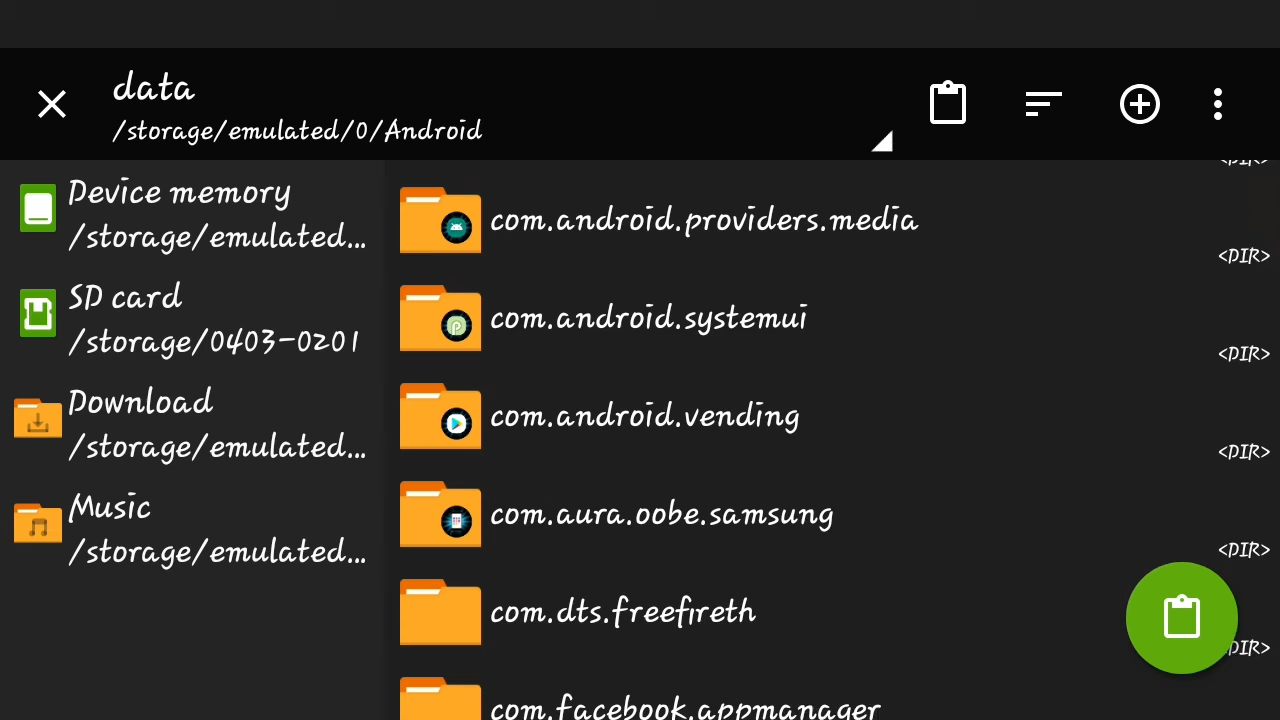 data
/storage/emulated/0/Android
Device memory
/storage/emulated...
SD card
/storage/0403-0201
Download
/storage/emulated...
Music
/storage/emulated...
<DIR>
com.android.providers.media
<DIR>
com.android.systemui
<DIR>
com.android.vending
<DIR>
com.aura.oobe.samsung
<DIR>
com.dts.freefireth
<DIR>
com.facebook.appmanager